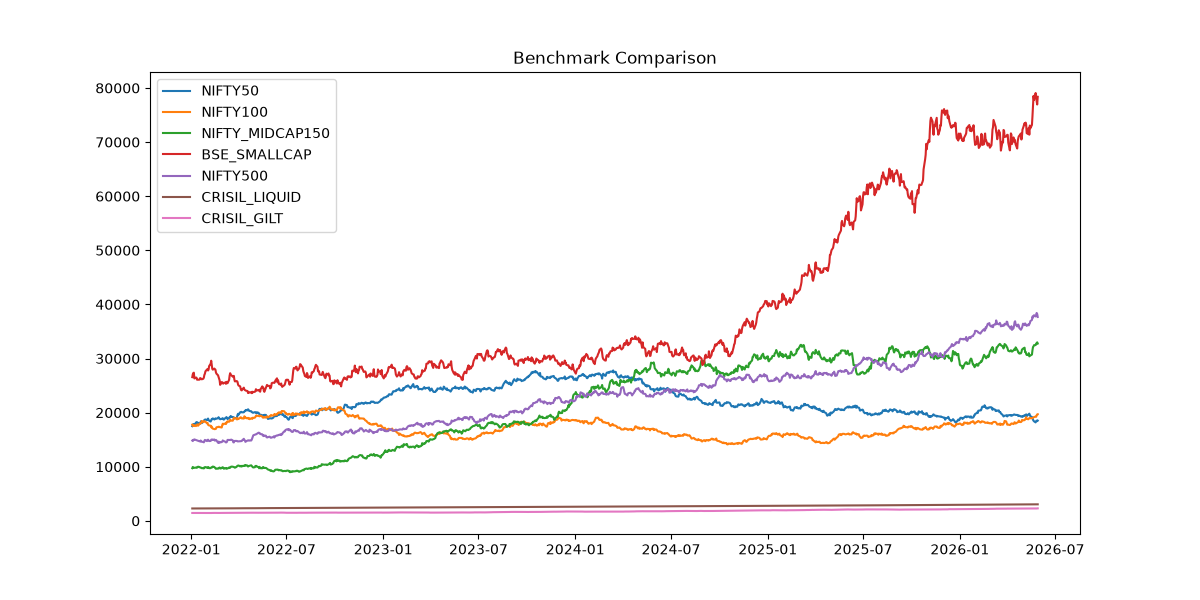 Benchmark Comparison
NIFTY50
NIFTY100
NIFTY_MIDCAP150
BSE_SMALLCAP
NIFTY500
CRISIL_LIQUID
CRISIL_GILT
80000
70000
60000
50000
40000
30000
20000
10000
0
2022-01 2022-07 2023-01 2023-07 2024-01 2024-07 2025-01 2025-07 2026-01 2026-07